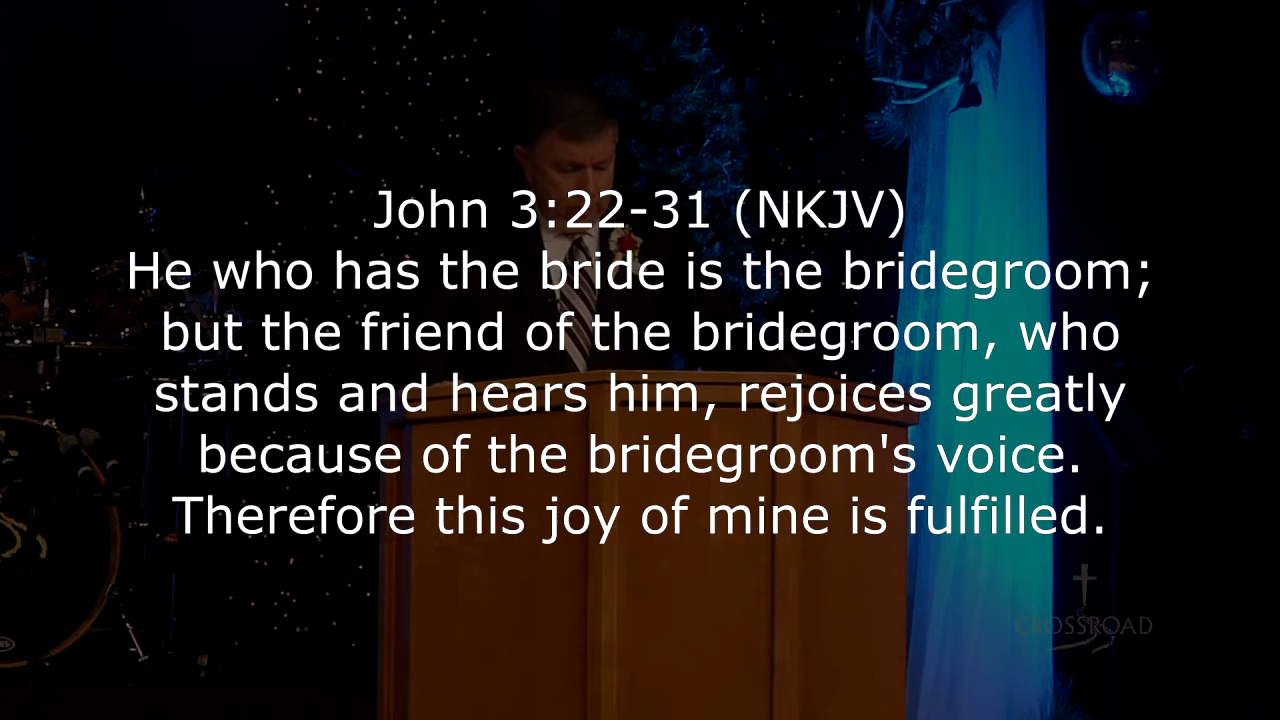 John 3:22-31 (NKJV)
He who has the bride is the bridegroom;
but the friend of the bridegroom, who
stands and hears him, rejoices greatly
because of the bridegroom's voice.
Therefore this joy of mine is fulfilled.
CROSSROAD